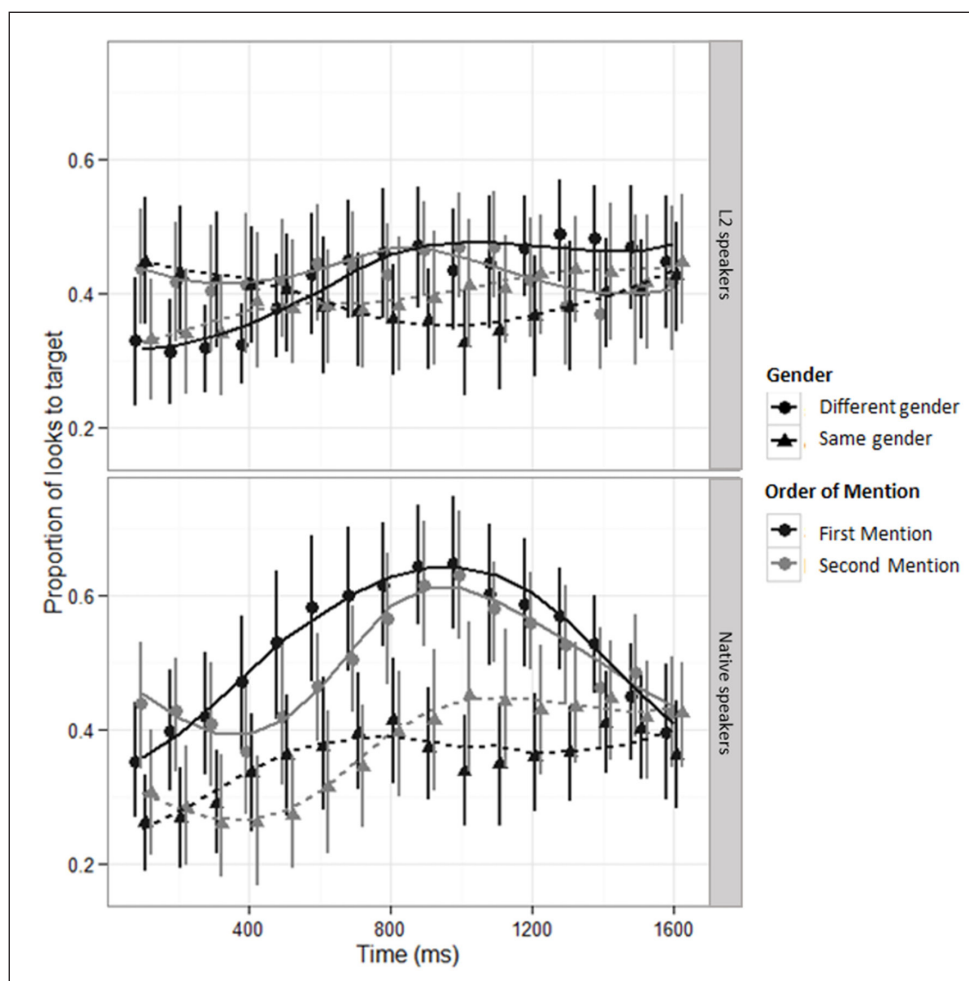 Proportion of looks to target
0.6
0.4
0.2
L2 speakers
0.6
0.4
0.2
Native speakers
400
800
1200
1600
Time (ms)
Gender
Different gender
Same gender
Order of Mention
First Mention
Second Mention